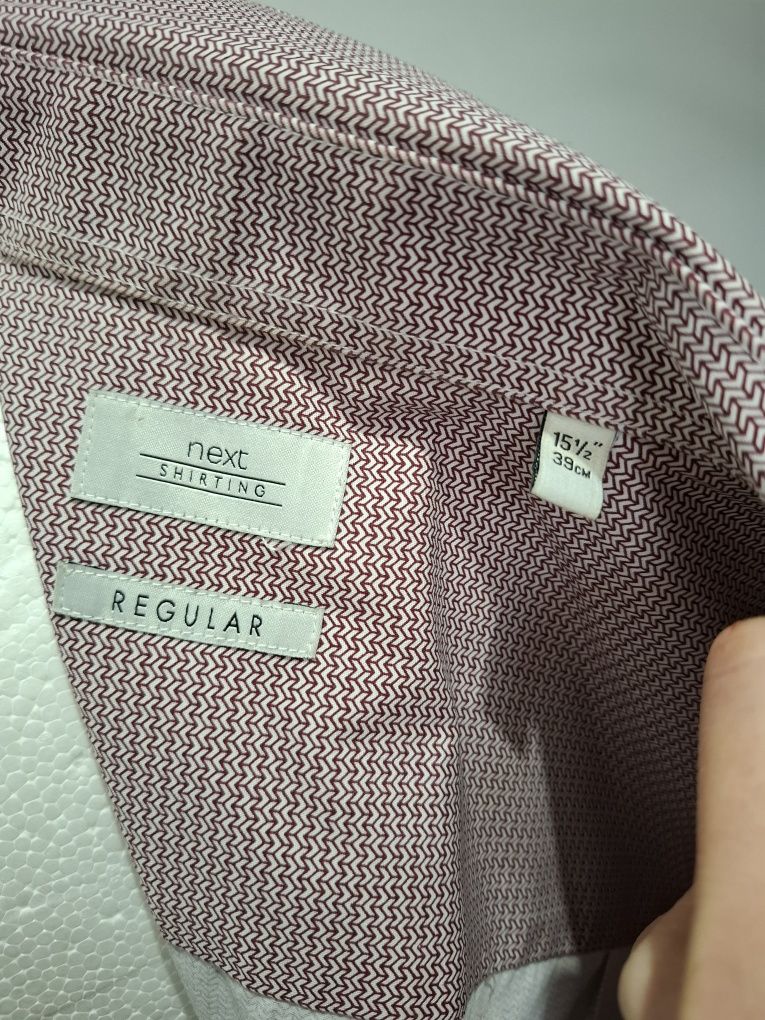 next
SHIRTING
REGULAR
15½"
39CM